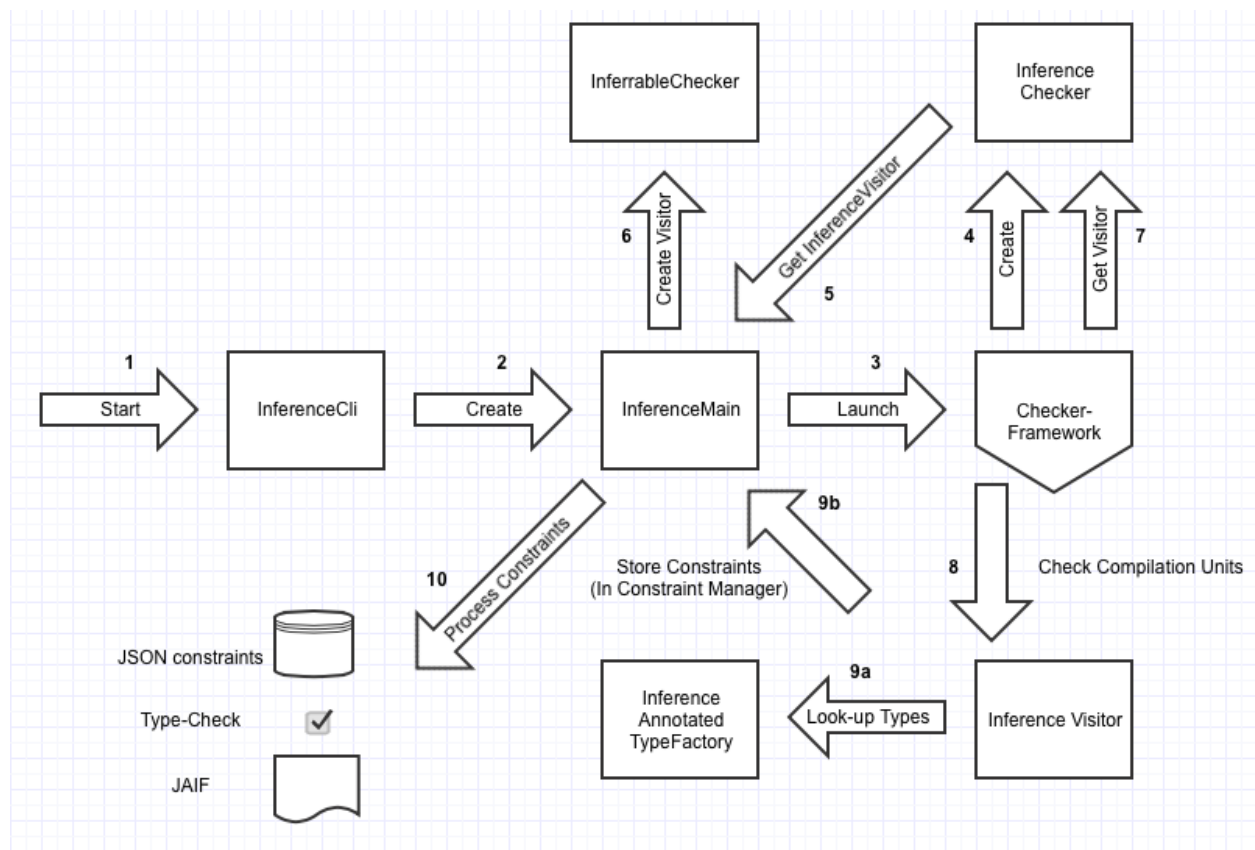 InferrableChecker
Inference
Checker
6
Create Visitor
Get InferenceVisitor
5
4
Create
Get Visitor
7
1
Start
InferenceCli
2
Create
InferenceMain
3
Launch
Checker-
Framework
10
Process Constraints
Store Constraints
(In Constraint Manager)
9b
8
Check Compilation Units
JSON constraints
Type-Check
JAIF
Inference
Annotated
TypeFactory
9a
Look-up Types
Inference Visitor